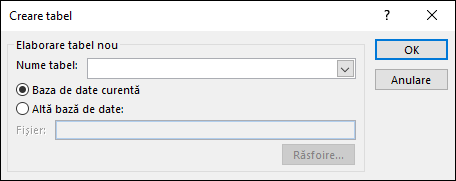 Creare tabel
Elaborare tabel nou
OK
Nume tabel:
Anulare
Baza de date curentă
Altă bază de date:
Fișier:
Răsfoire...